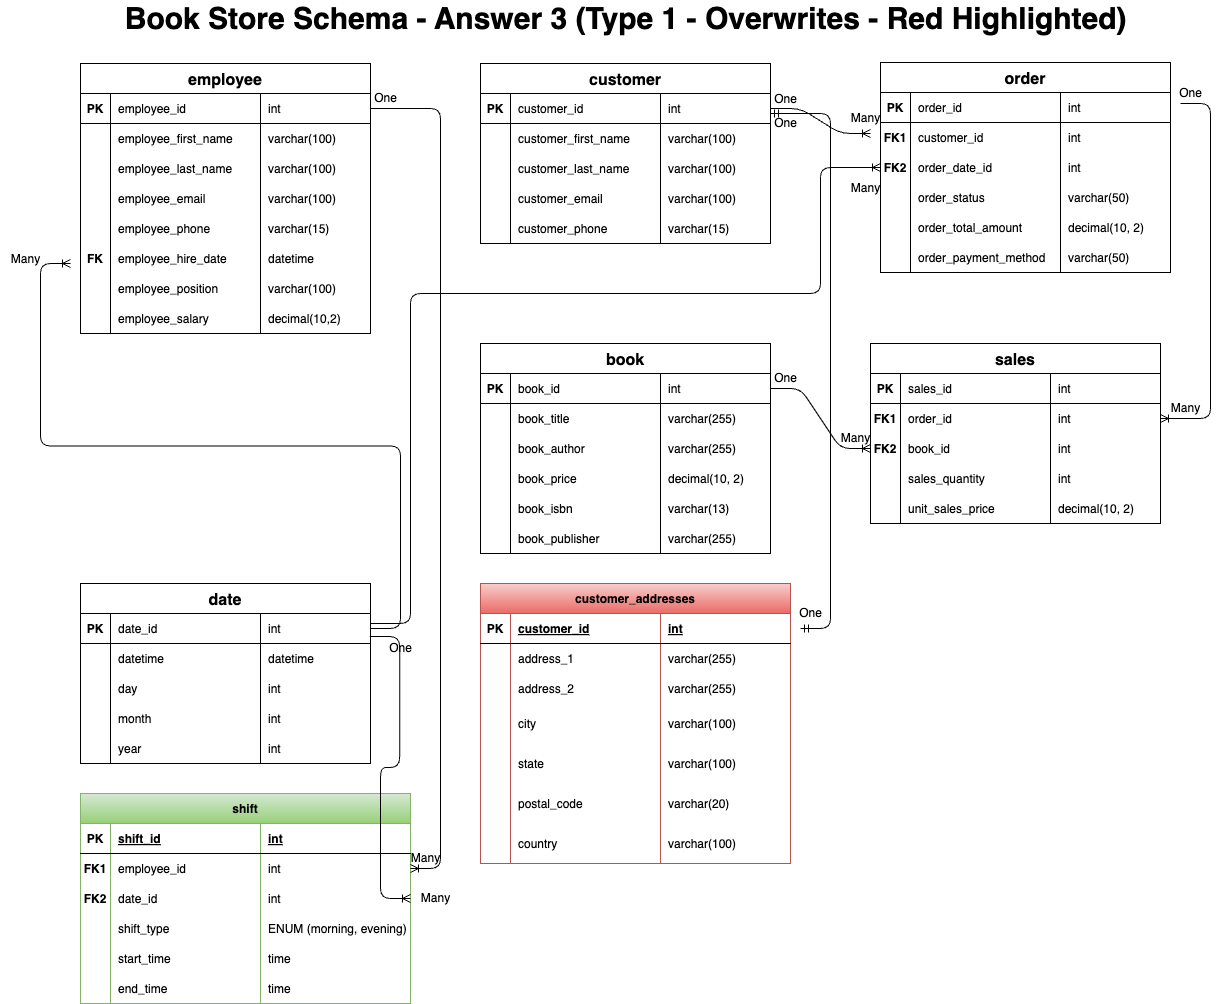 Book Store Schema - Answer 3 (Type 1 - Overwrites - Red Highlighted)
employee
PK employee_id int
employee_first_name varchar(100)
employee_last_name varchar(100)
employee_email varchar(100)
employee_phone varchar(15)
FK employee_hire_date datetime
employee_position varchar(100)
employee_salary decimal(10,2)
One
Many
customer
PK customer_id int
customer_first_name varchar(100)
customer_last_name varchar(100)
customer_email varchar(100)
customer_phone varchar(15)
One
One
Many
Many
order
PK order_id int
FK1 customer_id int
FK2 order_date_id int
order_status varchar(50)
order_total_amount decimal(10, 2)
order_payment_method varchar(50)
One
book
PK book_id int
book_title varchar(255)
book_author varchar(255)
book_price decimal(10, 2)
book_isbn varchar(13)
book_publisher varchar(255)
One
Many
sales
PK sales_id int
FK1 order_id int
FK2 book_id int
sales_quantity int
unit_sales_price decimal(10, 2)
Many
date
PK date_id int
datetime datetime
day int
month int
year int
One
customer_addresses
PK customer_id int
address_1 varchar(255)
address_2 varchar(255)
city varchar(100)
state varchar(100)
postal_code varchar(20)
country varchar(100)
One
shift
PK shift_id int
FK1 employee_id int
FK2 date_id int
shift_type ENUM (morning, evening)
start_time time
end_time time
Many
Many